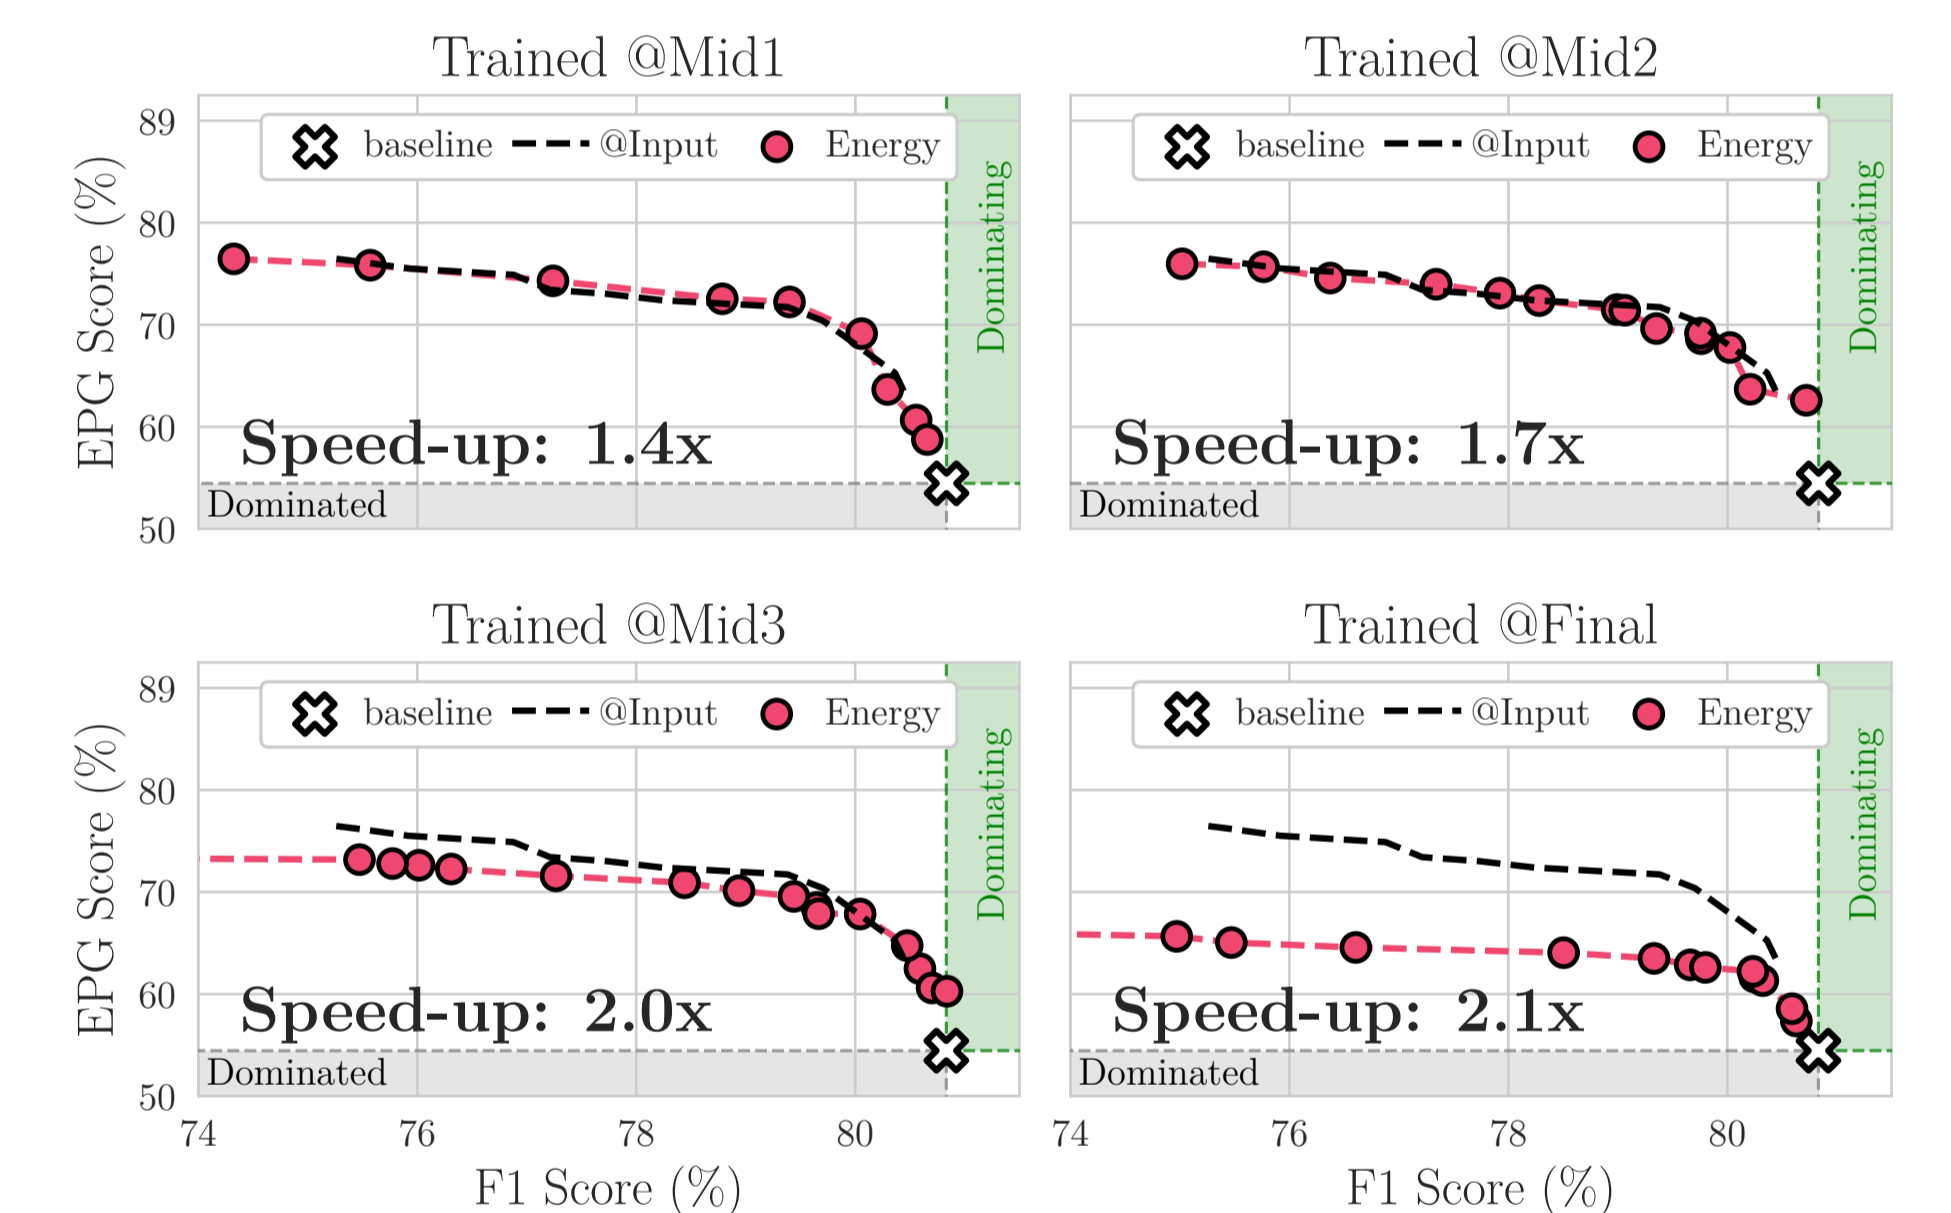 Trained @Mid1
EPG Score (%)
89
80
70
60
50
baseline @Input Energy
Dominating
Speed-up: 1.4x
Dominated
Trained @Mid2
baseline @Input Energy
Dominating
Speed-up: 1.7x
Dominated
Trained @Mid3
EPG Score (%)
89
80
70
60
50
baseline @Input Energy
Dominating
Speed-up: 2.0x
Dominated
74 76 78 80
F1 Score (%)
Trained @Final
baseline @Input Energy
Dominating
Speed-up: 2.1x
Dominated
74 76 78 80
F1 Score (%)